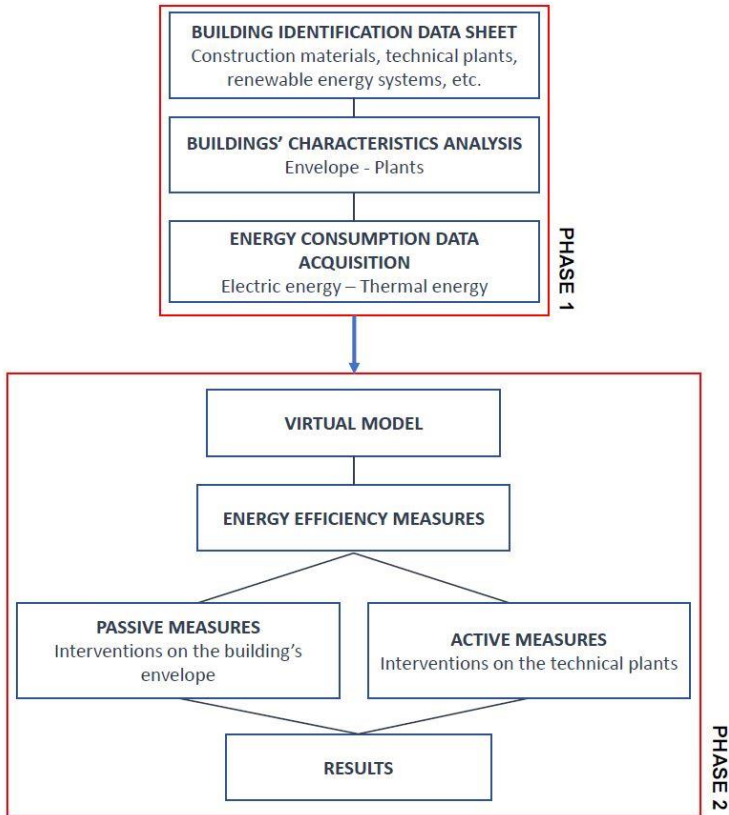 BUILDING IDENTIFICATION DATA SHEET
Construction materials, technical plants,
renewable energy systems, etc.
BUILDINGS’ CHARACTERISTICS ANALYSIS
Envelope - Plants
ENERGY CONSUMPTION DATA
ACQUISITION
Electric energy – Thermal energy
PHASE 1
VIRTUAL MODEL
ENERGY EFFICIENCY MEASURES
PASSIVE MEASURES
Interventions on the building’s
envelope
ACTIVE MEASURES
Interventions on the technical plants
RESULTS
PHASE 2